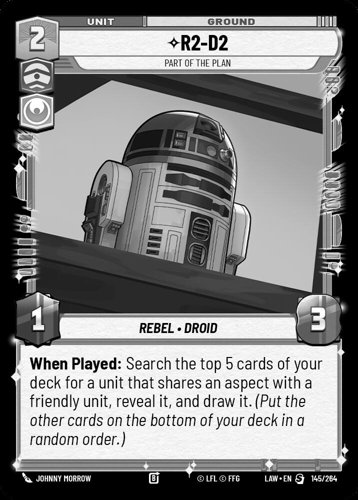 UNIT
GROUND
2
✧R2-D2
PART OF THE PLAN
1
3
REBEL • DROID
When Played: Search the top 5 cards of your
deck for a unit that shares an aspect with a
friendly unit, reveal it, and draw it. (Put the
other cards on the bottom of your deck in a
random order.)
JOHNNY MORROW
© LFL © FFG
LAW • EN
145/264